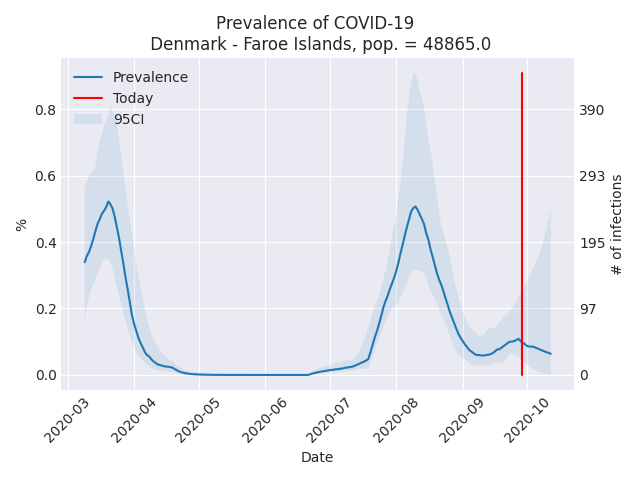 Prevalence of COVID-19
Denmark - Faroe Islands, pop. = 48865.0
Prevalence
Today
95CI
%
0.8
0.6
0.4
0.2
0.0
390
293
195
97
0
# of infections
2020-03
2020-04
2020-05
2020-06
2020-07
2020-08
2020-09
2020-10
Date